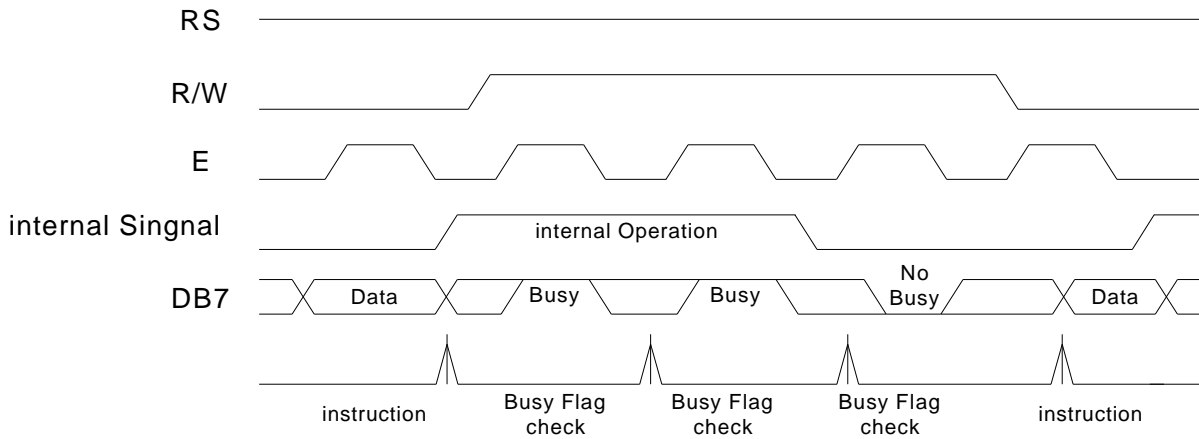 RS
R/W
E
internal Singnal
internal Operation
DB7
Data
Busy
Busy
No
Busy
Data
instruction
Busy Flag
check
Busy Flag
check
Busy Flag
check
instruction